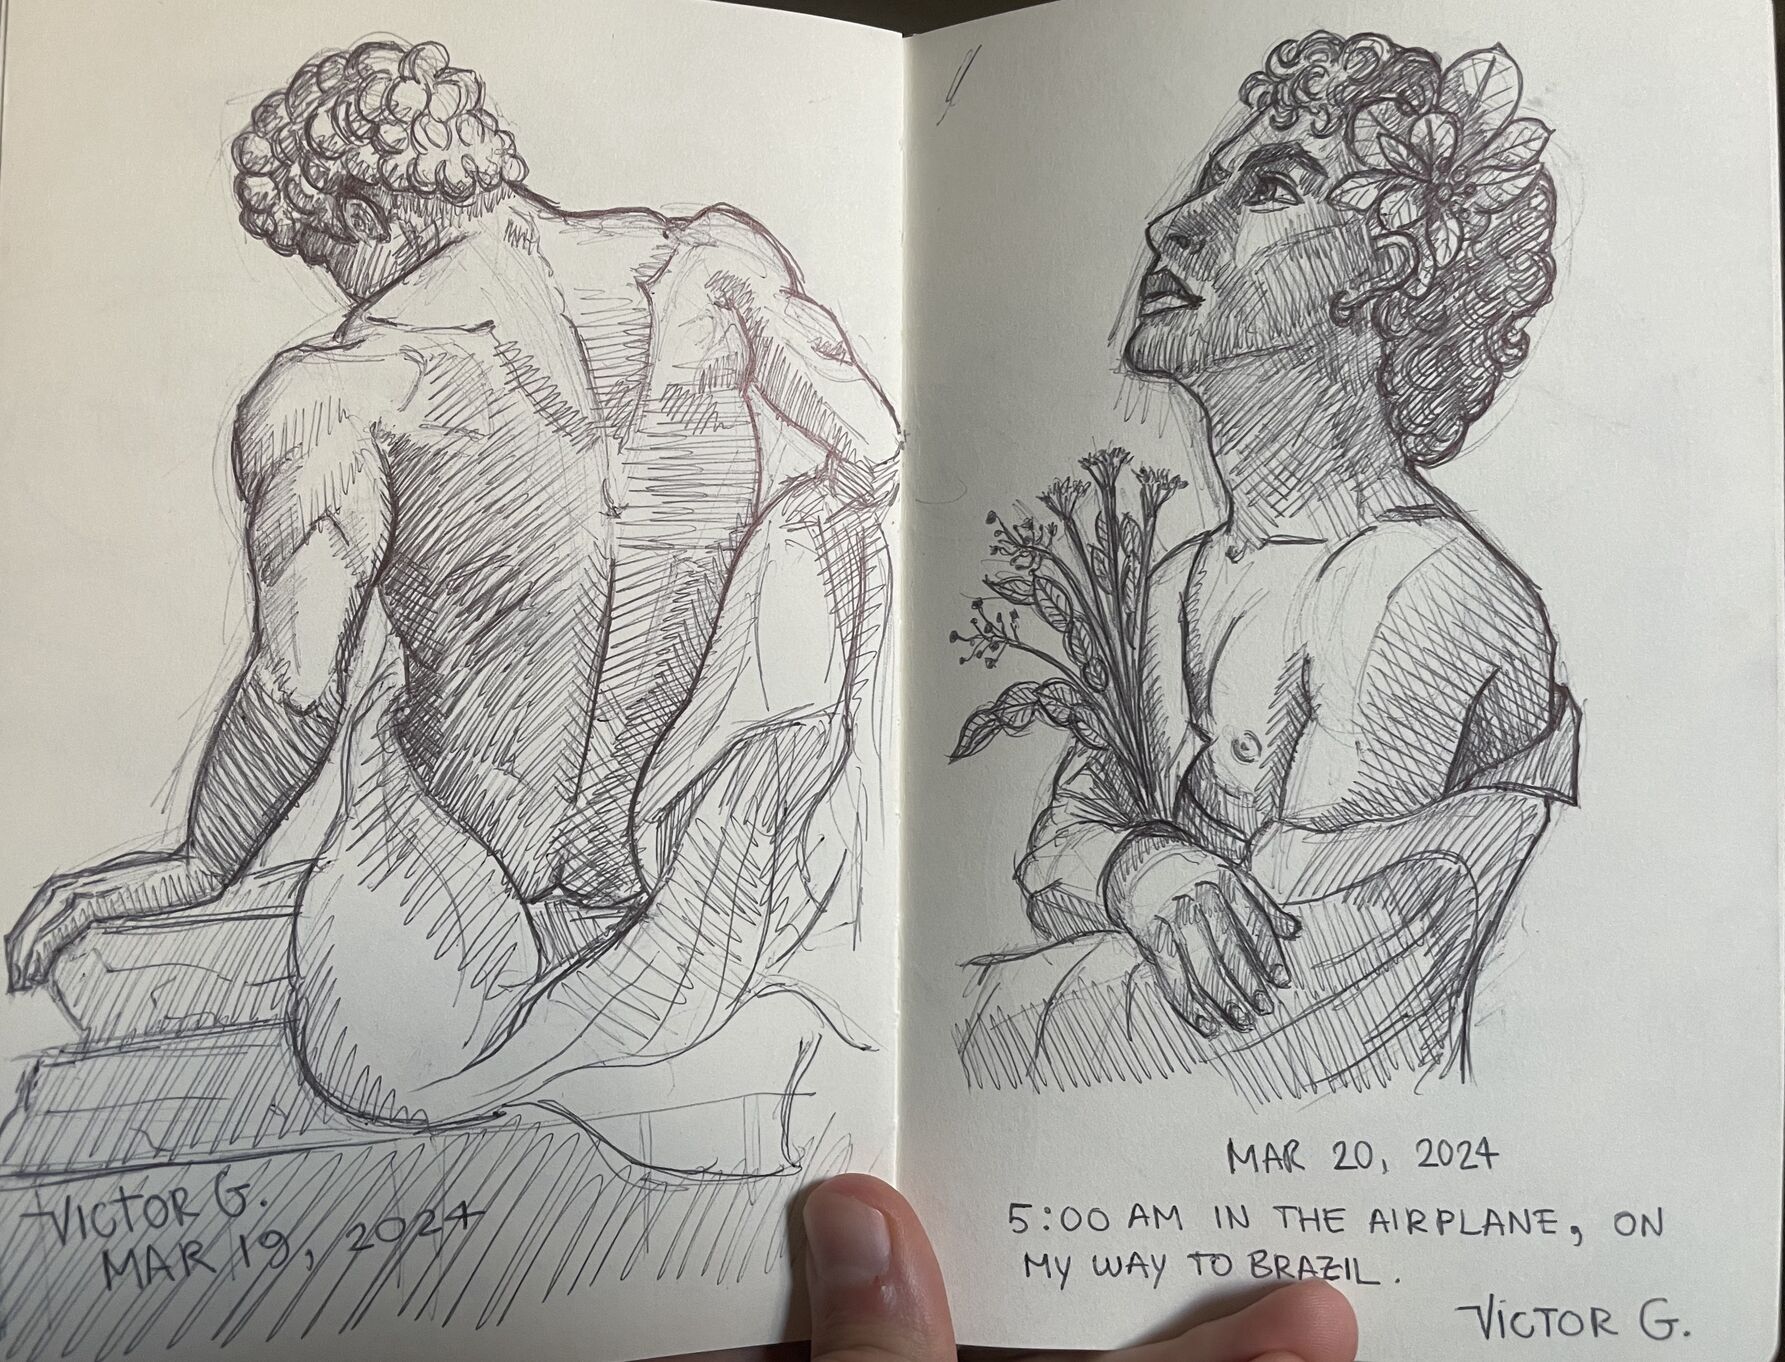 VICTOR G.
MAR 19, 2024
MAR 20, 2024
5:00 AM IN THE AIRPLANE, ON
MY WAY TO BRAZIL.
VICTOR G.